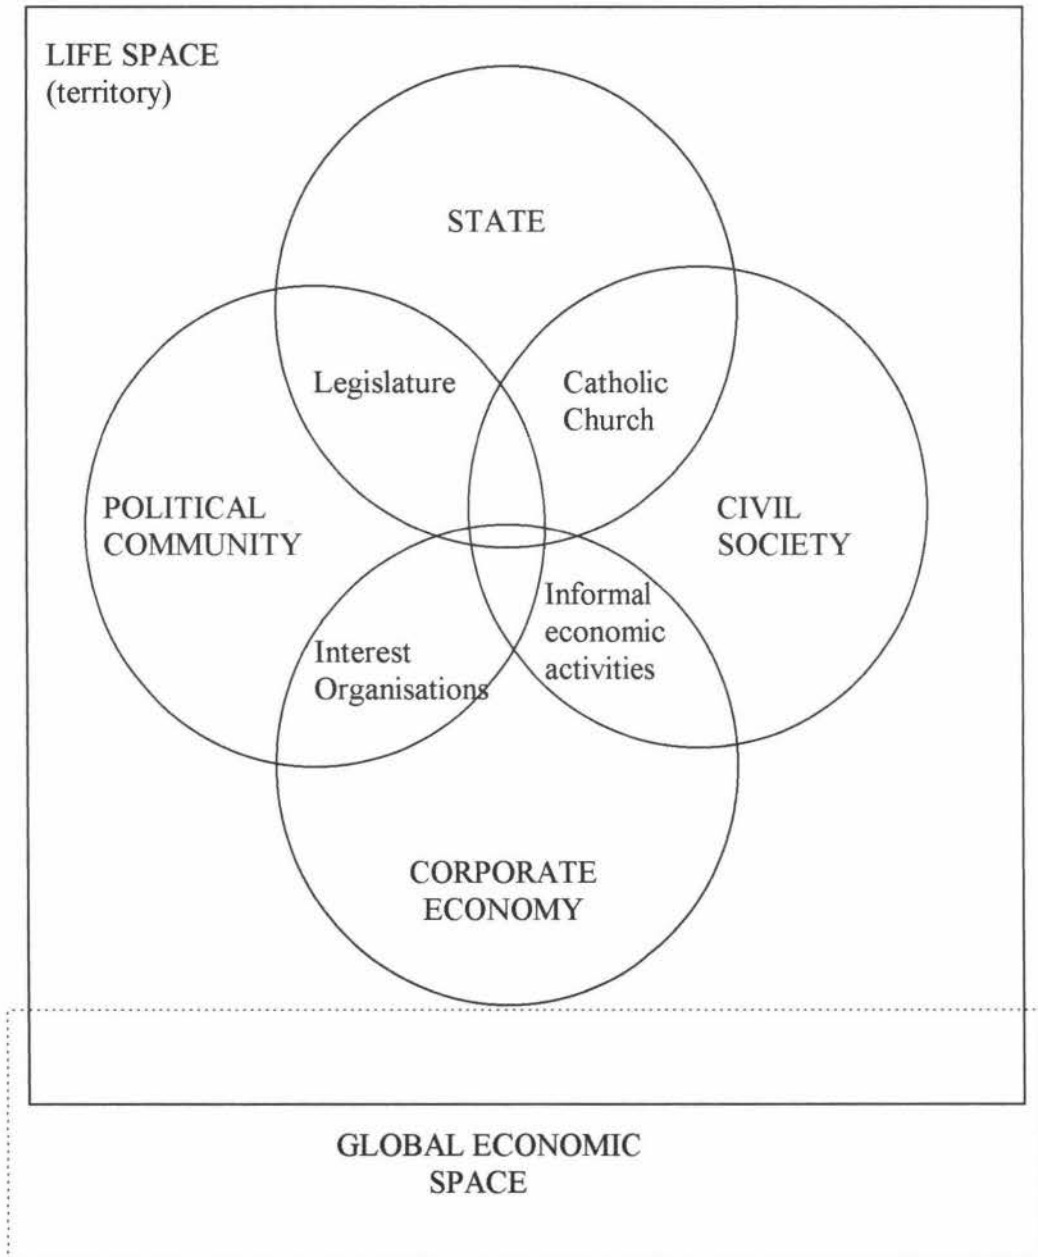 LIFE SPACE
(territory)
STATE
Legislature
Catholic
Church
POLITICAL
COMMUNITY
CIVIL
SOCIETY
Informal
economic
activities
Interest
Organisations
CORPORATE
ECONOMY
GLOBAL ECONOMIC
SPACE